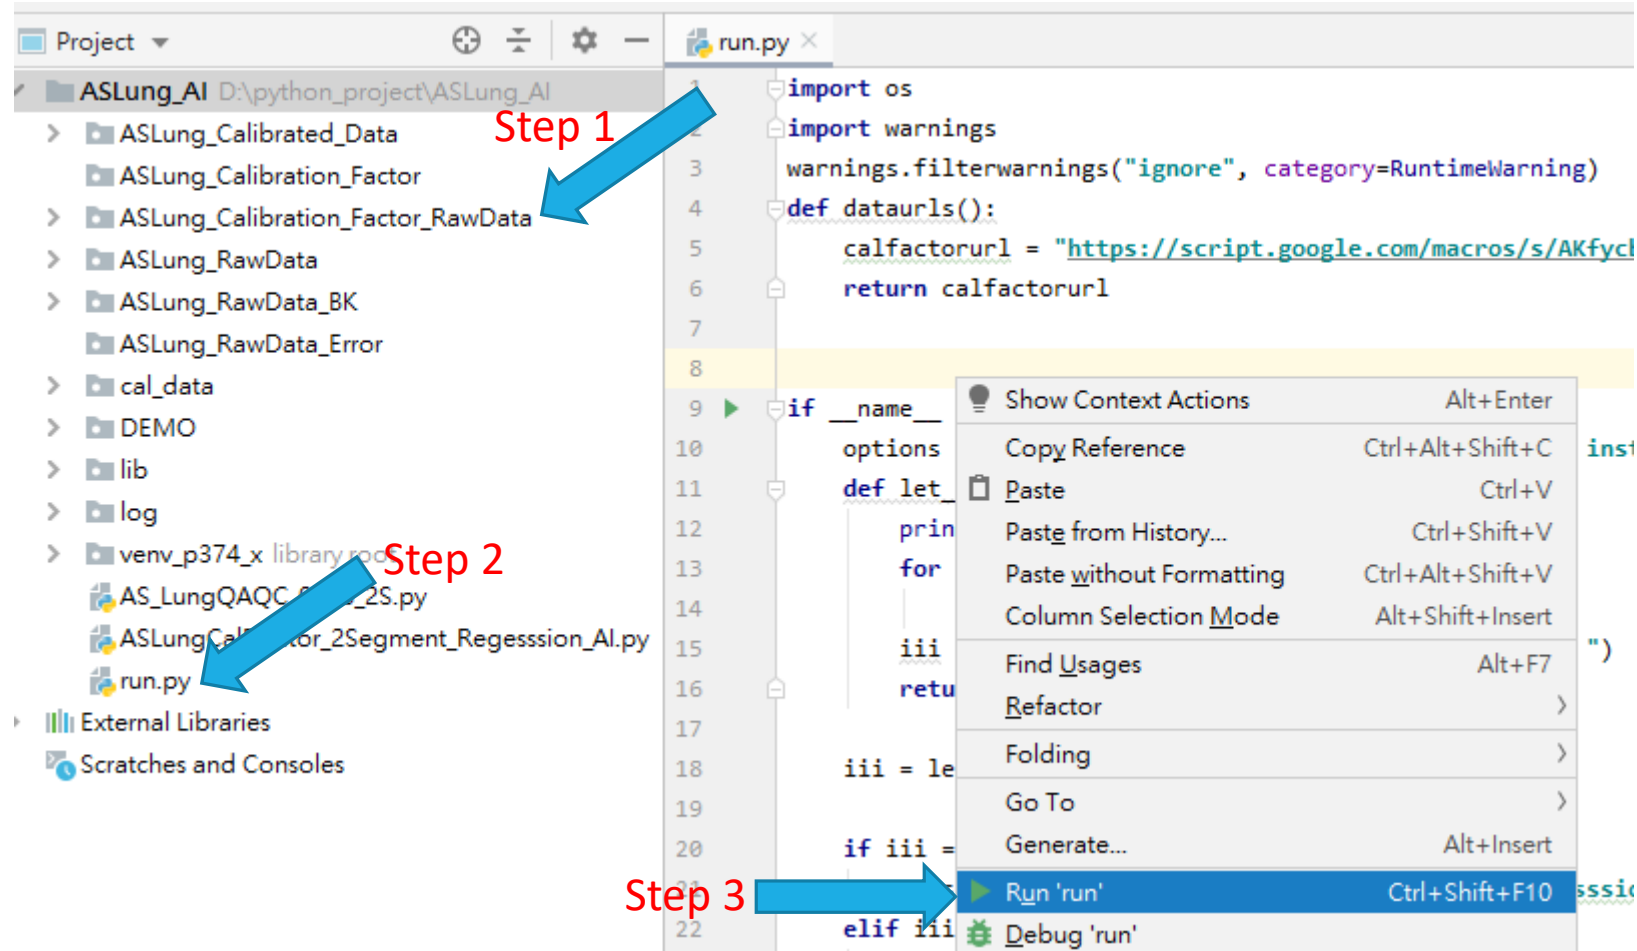 Project
ASLung_AI D:\python_project\ASLung_AI
ASLung_Calibrated_Data
ASLung_Calibration_Factor
ASLung_Calibration_Factor_RawData
ASLung_RawData
ASLung_RawData_BK
ASLung_RawData_Error
cal_data
DEMO
lib
log
venv_p374_x library root
AS_LungQAQC_ _2S.py
ASLungCalFactor_2Segment_Regesssion_AI.py
run.py
External Libraries
Scratches and Consoles
Step 1
Step 2
Step 3
run.py
1 import os
2 import warnings
3 warnings.filterwarnings("ignore", category=RuntimeWarning)
4 def dataurls():
5 calfactorurl = "https://script.google.com/macros/s/AKfyc
6 return calfactorurl
7
8
9 if __name__
10 options inst
11 def let_
12 prin
13 for
14
15 iii ")
16 retu
17
18 iii = le
19
20 if iii =
21 sssio
22 elif iii
Show Context Actions Alt+Enter
Copy Reference Ctrl+Alt+Shift+C
Paste Ctrl+V
Paste from History... Ctrl+Shift+V
Paste without Formatting Ctrl+Alt+Shift+V
Column Selection Mode Alt+Shift+Insert
Find Usages Alt+F7
Refactor
Folding
Go To
Generate... Alt+Insert
Run 'run' Ctrl+Shift+F10
Debug 'run'